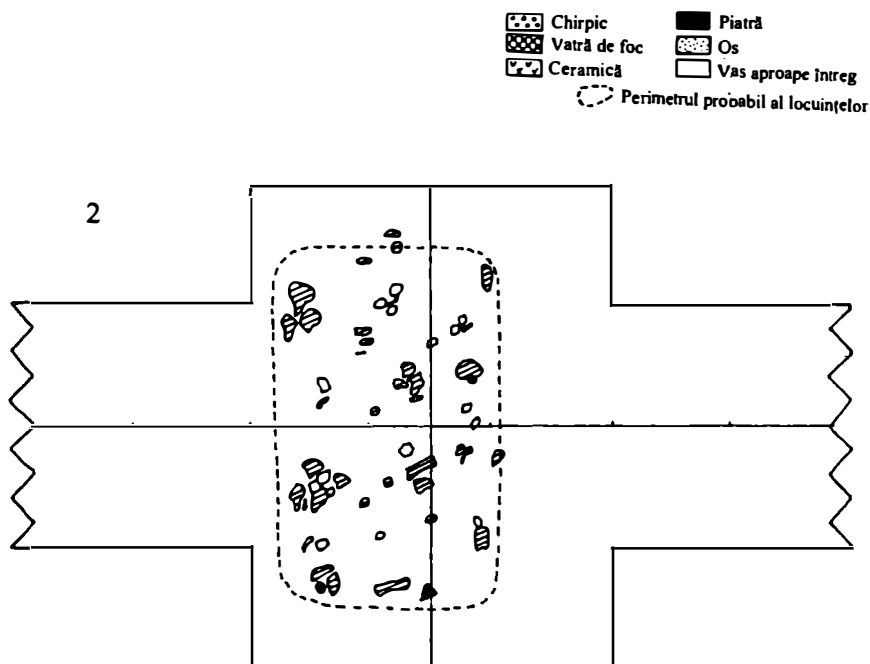 Chirpic
Piatră
Vatră de foc
Os
Ceramică
Vas aproape întreg
Perimetrul probabil al locuințelor
2